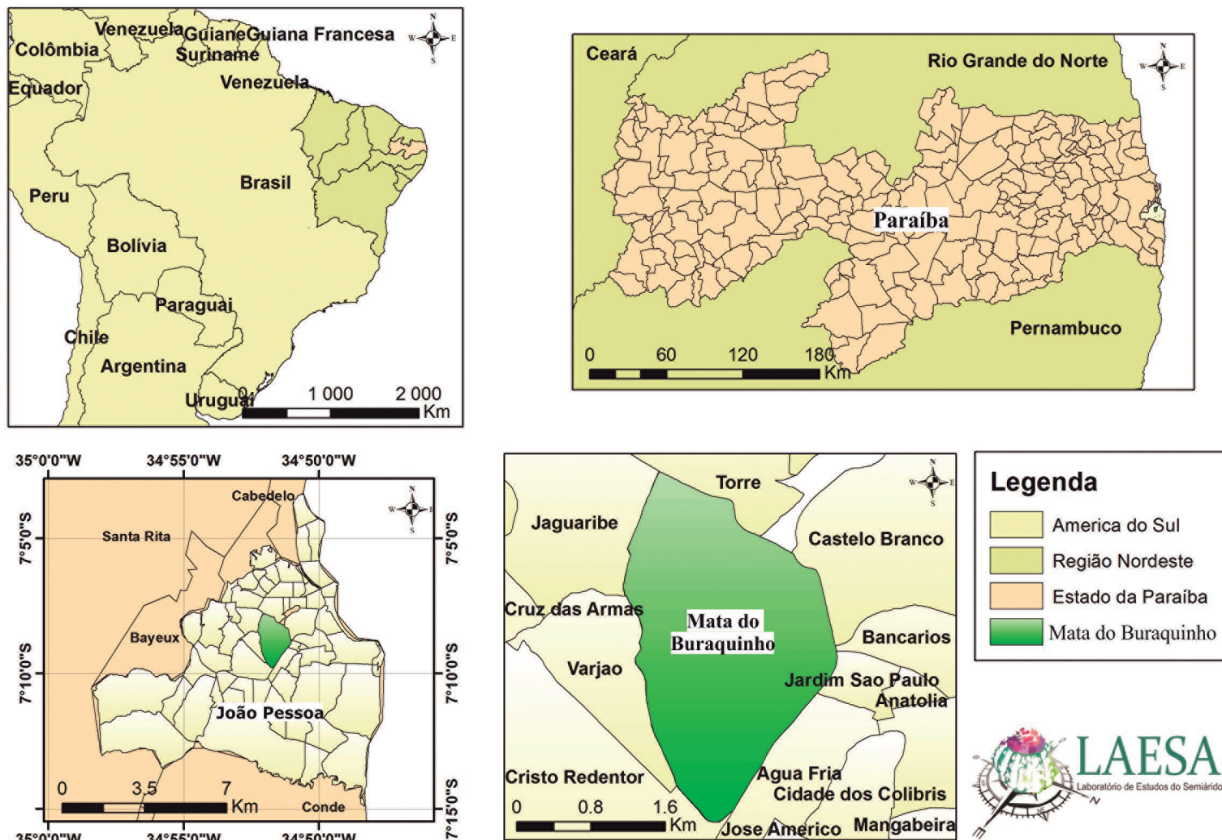 Venezuela
Guiane
Guiana Francesa
Colômbia
Suriname
Equador
Venezuela
Peru
Brasil
Bolívia
Paraguai
Chile
Argentina
Uruguai
0 1 000 2 000
Km
N
W E
S
Ceará
Rio Grande do Norte
N
W E
S
Paraíba
Pernambuco
0 60 120 180
Km
35°0'0"W 34°55'0"W 34°50'0"W
Cabedelo
N
W E
S
7°5'0"S
Santa Rita
7°5'0"S
Bayeux
7°10'0"S
7°10'0"S
João Pessoa
0 3,5 7
Km
Conde
7°15'0"S
35°0'0"W 34°55'0"W 34°50'0"W
Torre
N
W E
S
Jaguaribe
Castelo Branco
Cruz das Armas
Mata do
Buraquinho
Bancarios
Varjao
Jardim Sao Paulo
Anatolia
Cristo Redentor
Agua Fria
Cidade dos Colibris
0 0.8 1.6
Km
Jose Americo
Mangabeira
Legenda
America do Sul
Região Nordeste
Estado da Paraíba
Mata do Buraquinho
LAESA
Laboratório de Estudos do Semiárido
N
E